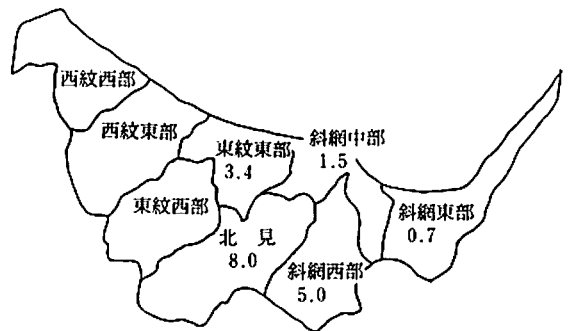 西紋西部
西紋東部
東紋東部
3.4
斜網中部
1.5
東紋西部
北見
8.0
斜網西部
5.0
斜網東部
0.7